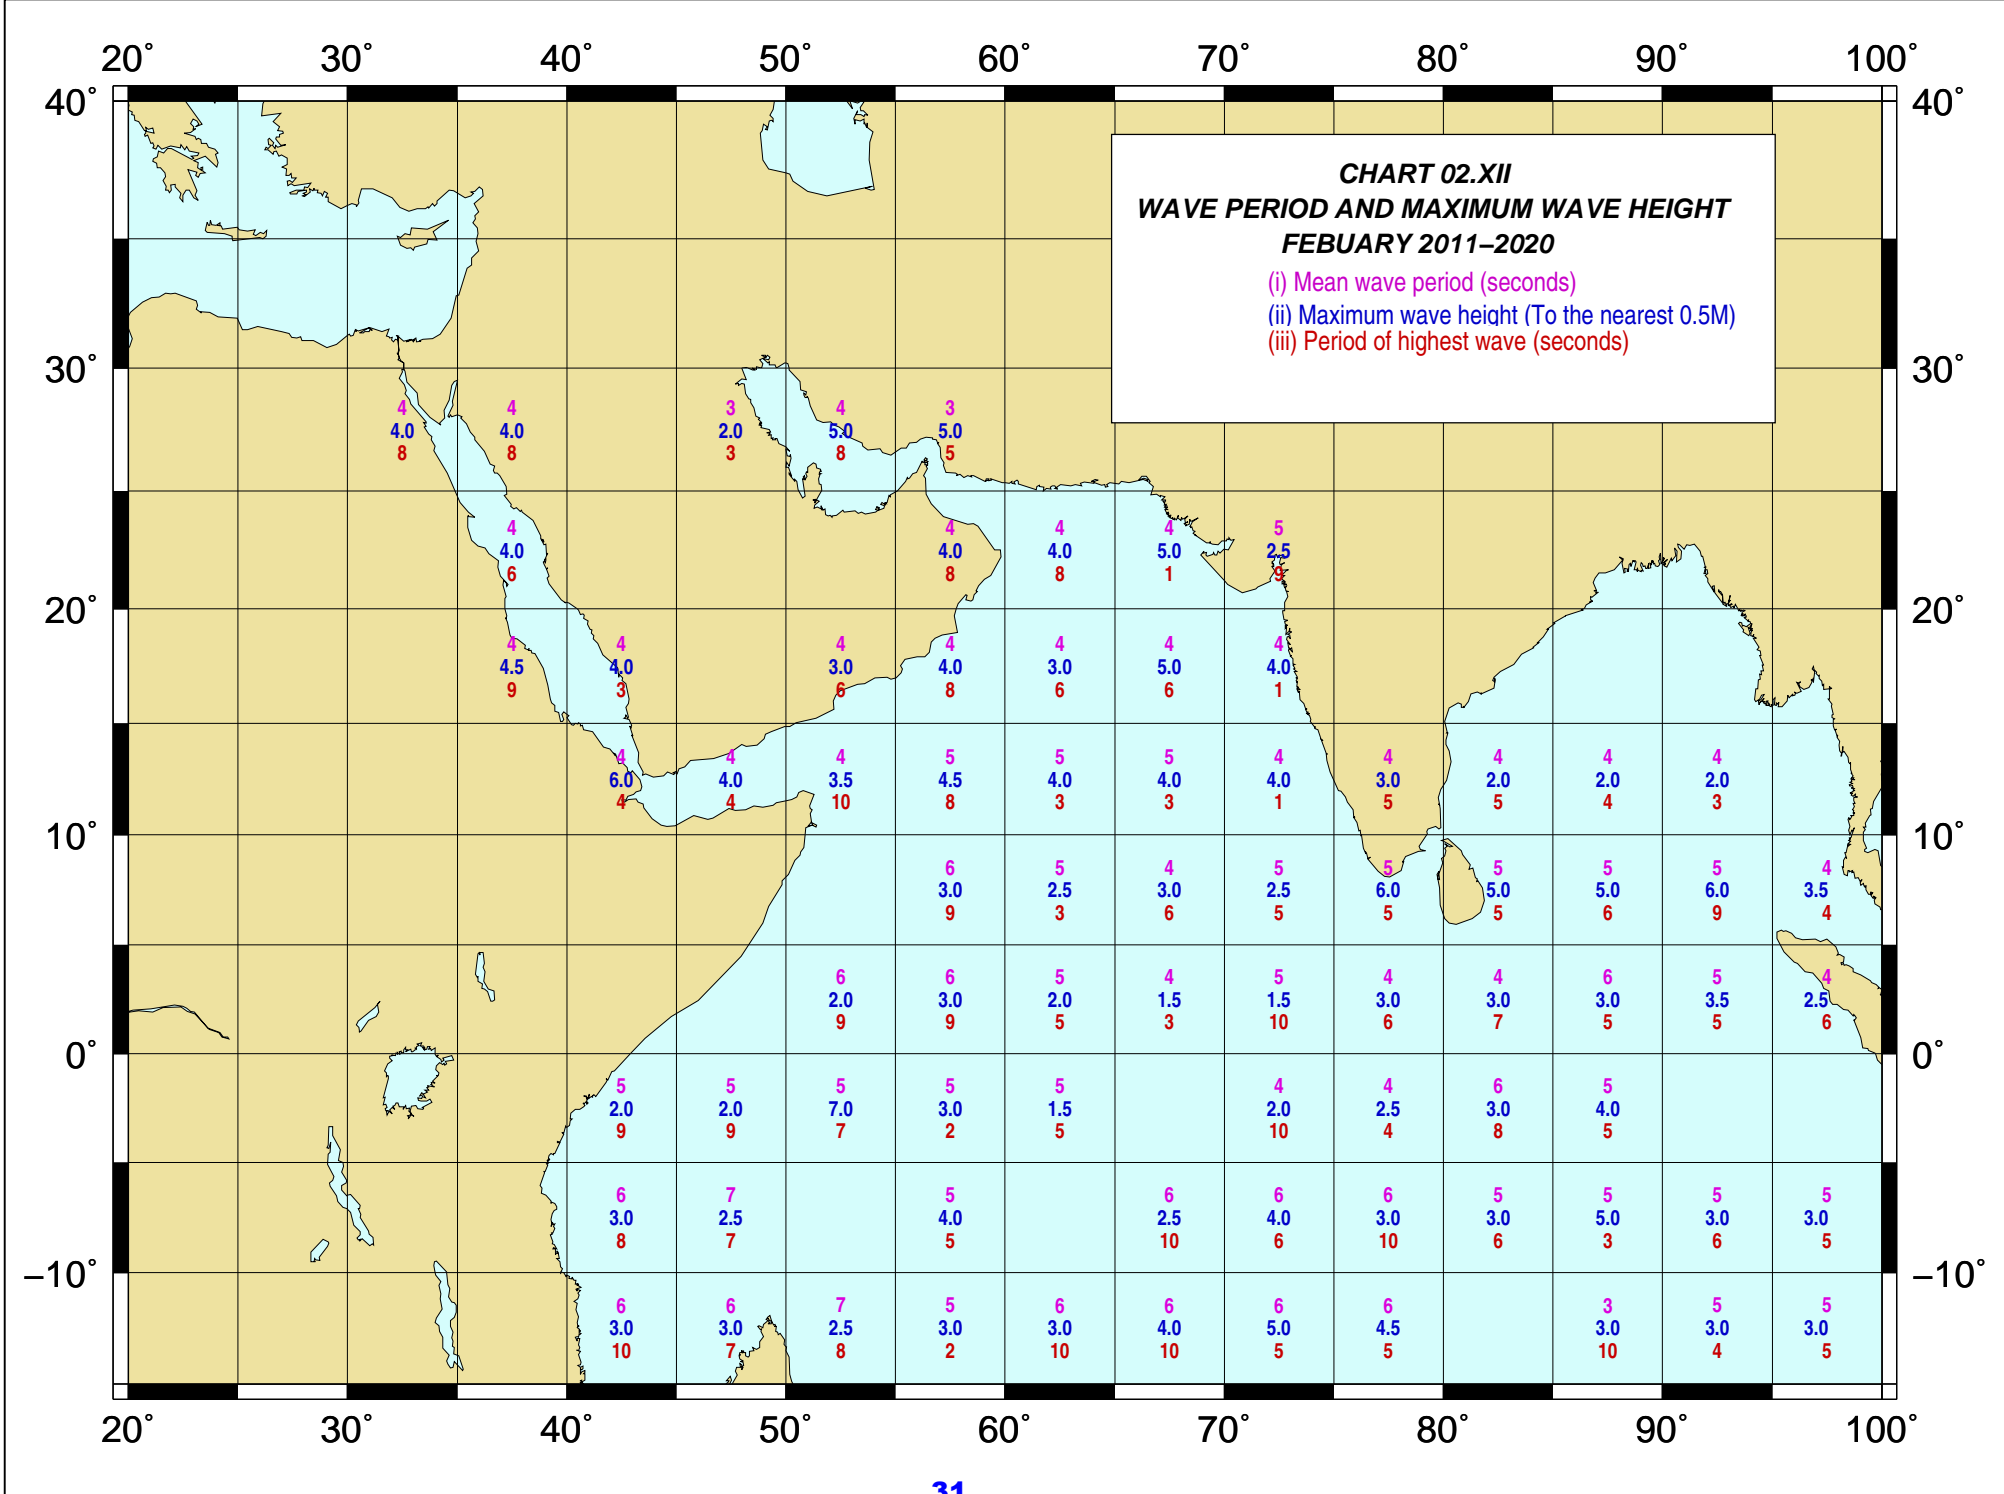 20° 30° 40° 50° 60° 70° 80° 90° 100°
40° 40°
CHART 02.XII
WAVE PERIOD AND MAXIMUM WAVE HEIGHT
FEBUARY 2011–2020
(i) Mean wave period (seconds)
(ii) Maximum wave height (To the nearest 0.5M)
(iii) Period of highest wave (seconds)
30° 30°
4 4 3 4 3
4.0 4.0 2.0 5.0 5.0
8 8 3 8 5
4 4 4 4 5
4.0 4.0 4.0 5.0 2.5
6 8 8 1 9
20° 20°
4 4 4 4 4 4 4
4.5 4.0 3.0 4.0 3.0 5.0 4.0
9 3 6 8 6 6 1
4 4 4 5 5 5 4 4 4 4 4
6.0 4.0 3.5 4.5 4.0 4.0 4.0 3.0 2.0 2.0 2.0
4 4 10 8 3 3 1 5 5 4 3
10° 10°
6 5 4 5 5 5 5 5 4
3.0 2.5 3.0 2.5 6.0 5.0 5.0 6.0 3.5
9 3 6 5 5 5 6 9 4
6 6 5 4 5 4 4 6 5 4
2.0 3.0 2.0 1.5 1.5 3.0 3.0 3.0 3.5 2.5
9 9 5 3 10 6 7 5 5 6
0° 0°
5 5 5 5 5 4 4 6 5
2.0 2.0 7.0 3.0 1.5 2.0 2.5 3.0 4.0
9 9 7 2 5 10 4 8 5
6 7 5 6 6 6 5 5 5 5
3.0 2.5 4.0 2.5 4.0 3.0 3.0 5.0 3.0 3.0
8 7 5 10 6 10 6 3 6 5
–10° –10°
6 6 7 5 6 6 6 6 3 5 5
3.0 3.0 2.5 3.0 3.0 4.0 5.0 4.5 3.0 3.0 3.0
10 7 8 2 10 10 5 5 10 4 5
20° 30° 40° 50° 60° 70° 80° 90° 100°
31